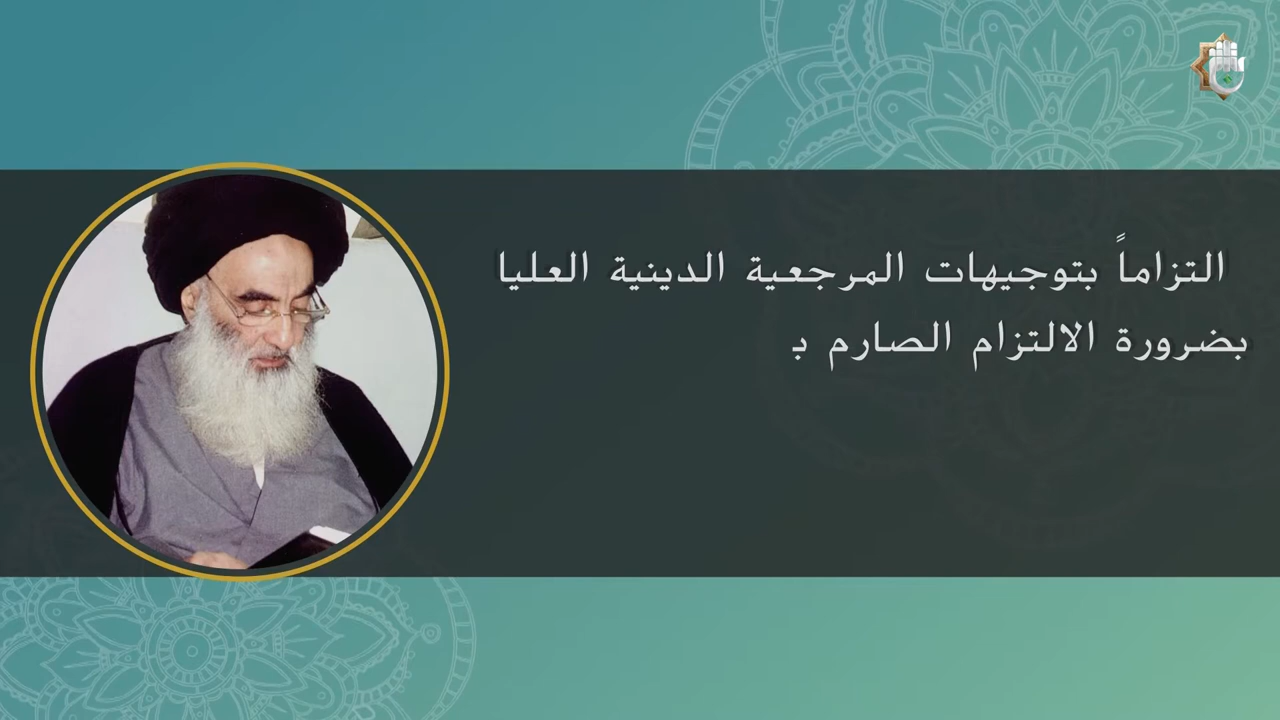 التزاماً بتوجيهات المرجعية الدينية العليا
بضرورة الالتزام الصارم بـ